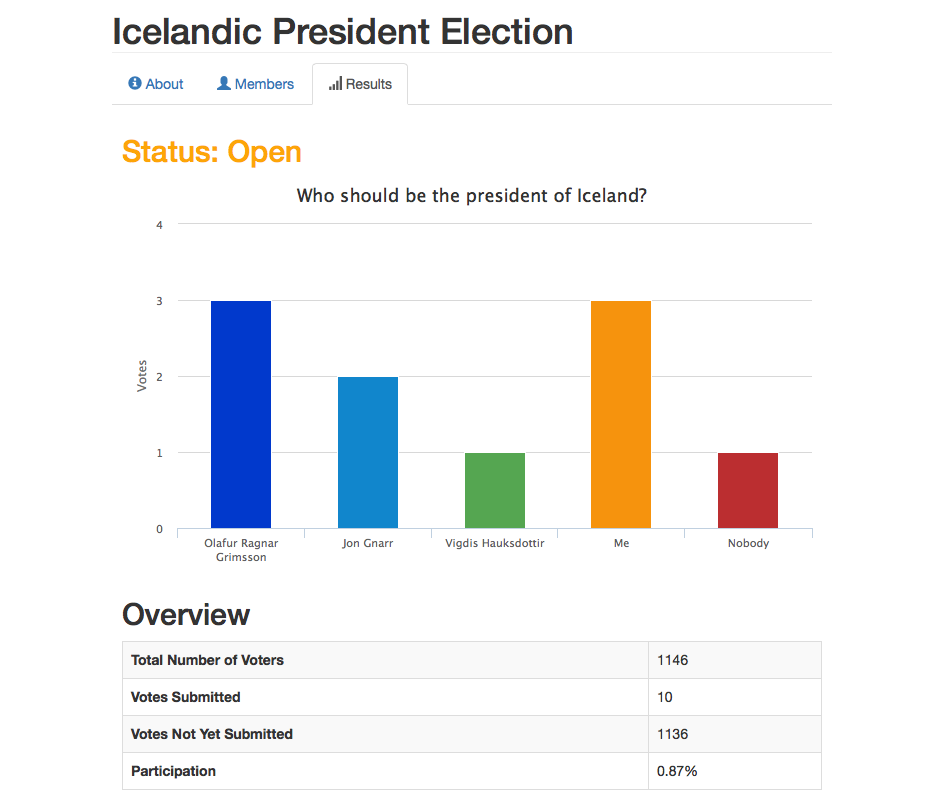 Icelandic President Election
About Members Results
Status: Open
Who should be the president of Iceland?
4
3
2
1
0
Votes
Olafur Ragnar Grimsson
Jon Gnarr
Vigdis Hauksdottir
Me
Nobody
Overview
Total Number of Voters 1146
Votes Submitted 10
Votes Not Yet Submitted 1136
Participation 0.87%